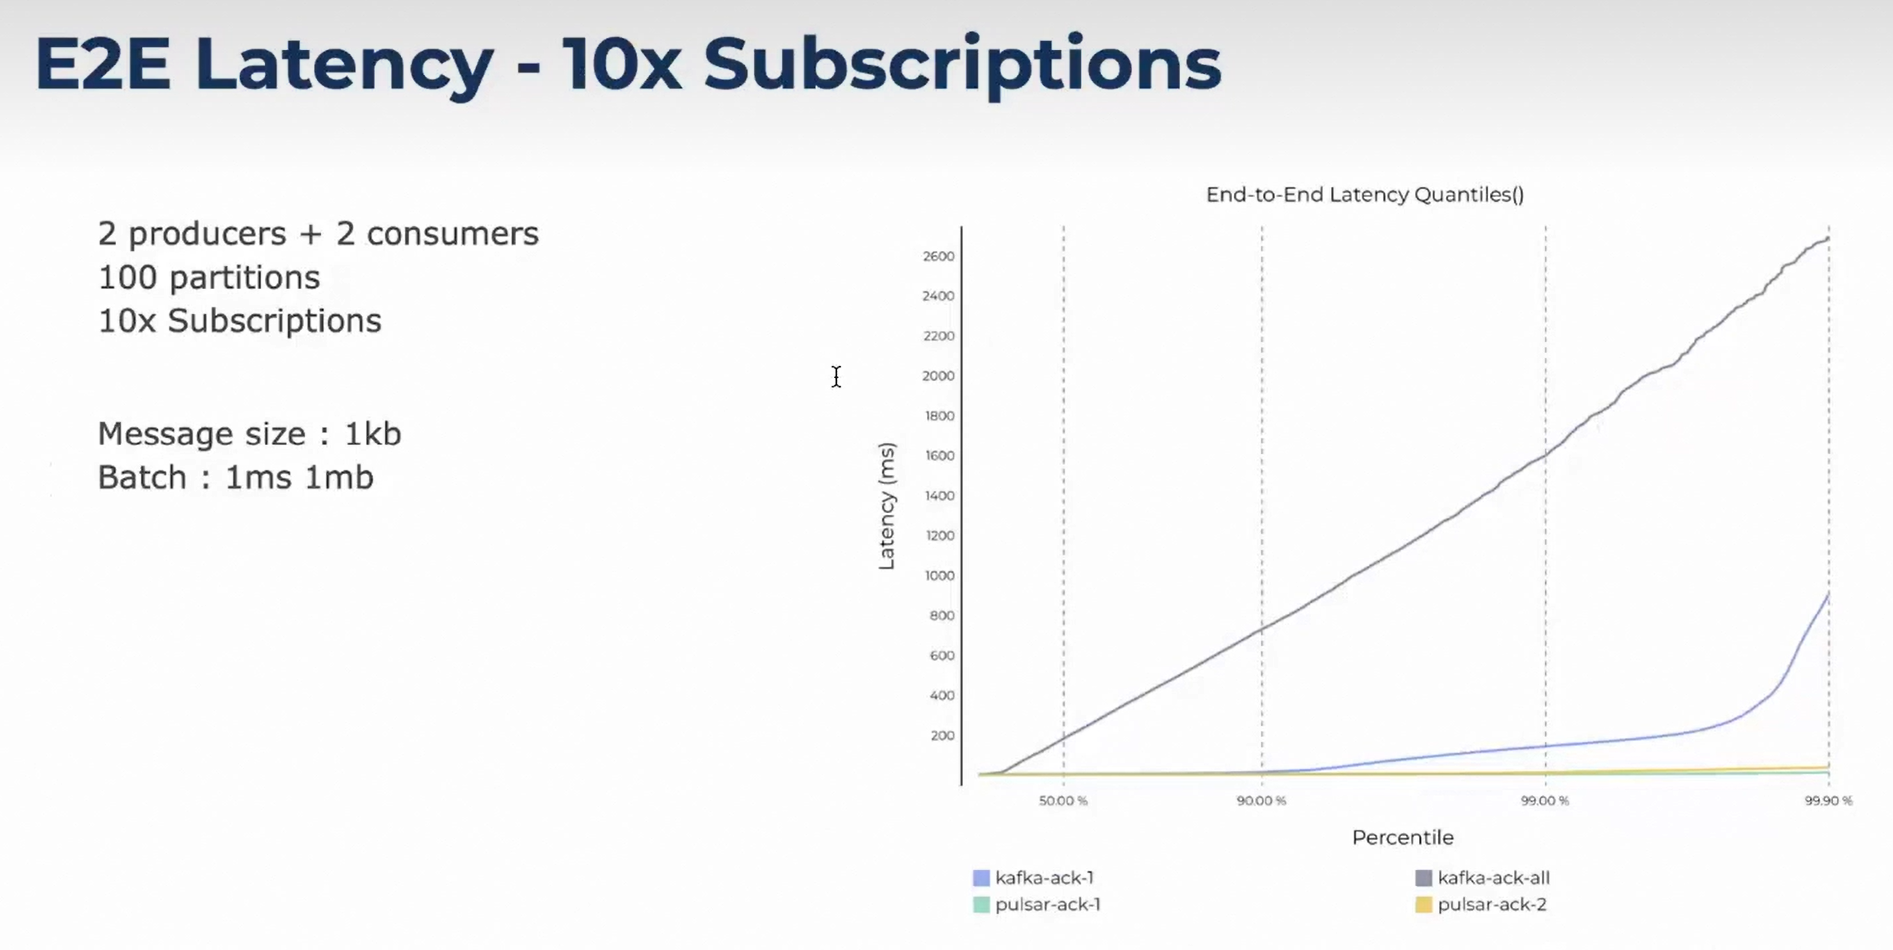 E2E Latency - 10x Subscriptions
2 producers + 2 consumers
100 partitions
10x Subscriptions
Message size : 1kb
Batch : 1ms 1mb
End-to-End Latency Quantiles()
Latency (ms)
2600
2400
2200
2000
1800
1600
1400
1200
1000
800
600
400
200
50.00 %
90.00 %
99.00 %
99.90 %
Percentile
kafka-ack-1
kafka-ack-all
pulsar-ack-1
pulsar-ack-2